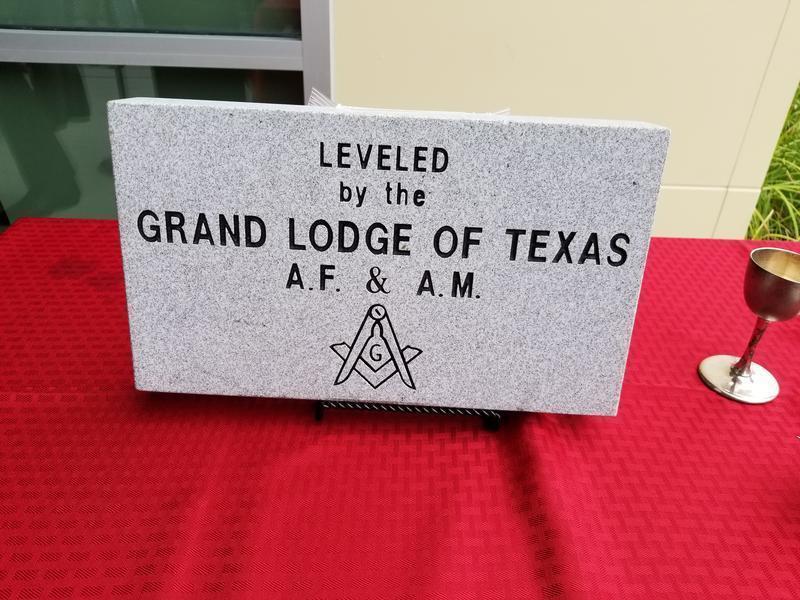 LEVELED
by the
GRAND LODGE OF TEXAS
A.F. & A.M.
G